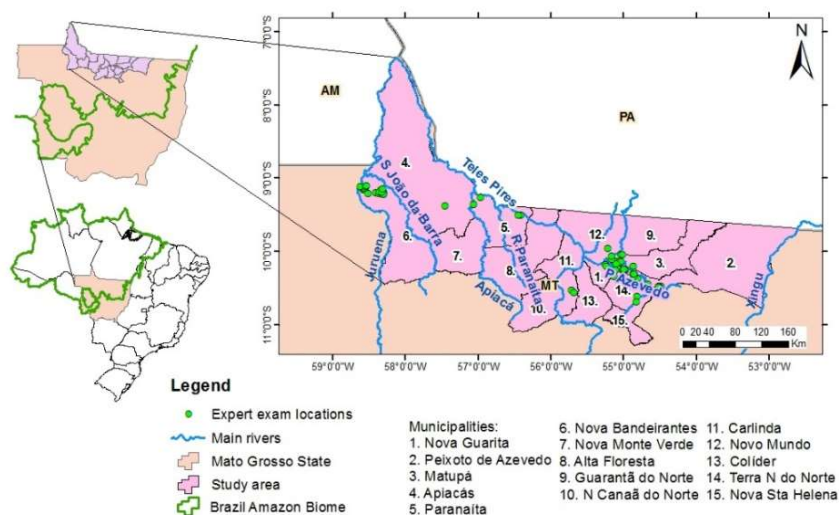 N
AM
PA
MT
7°0'0"S
8°0'0"S
9°0'0"S
10°0'0"S
11°0'0"S
4.
S João da Barra
Teles Pires
6.
7.
5.
R.Paranaíta
8.
Juruena
Apiacá
10.
11.
12.
9.
3.
2.
1.
P.Azevedo
14.
13.
15.
Xingu
0 20 40 80 120 160
Km
59°0'0"W 58°0'0"W 57°0'0"W 56°0'0"W 55°0'0"W 54°0'0"W 53°0'0"W
Legend
Expert exam locations
Main rivers
Mato Grosso State
Study area
Brazil Amazon Biome
Municipalities:
1. Nova Guarita
2. Peixoto de Azevedo
3. Matupá
4. Apiacás
5. Paranaíta
6. Nova Bandeirantes
7. Nova Monte Verde
8. Alta Floresta
9. Guarantã do Norte
10. N Canaã do Norte
11. Carlinda
12. Novo Mundo
13. Colíder
14. Terra N do Norte
15. Nova Sta Helena